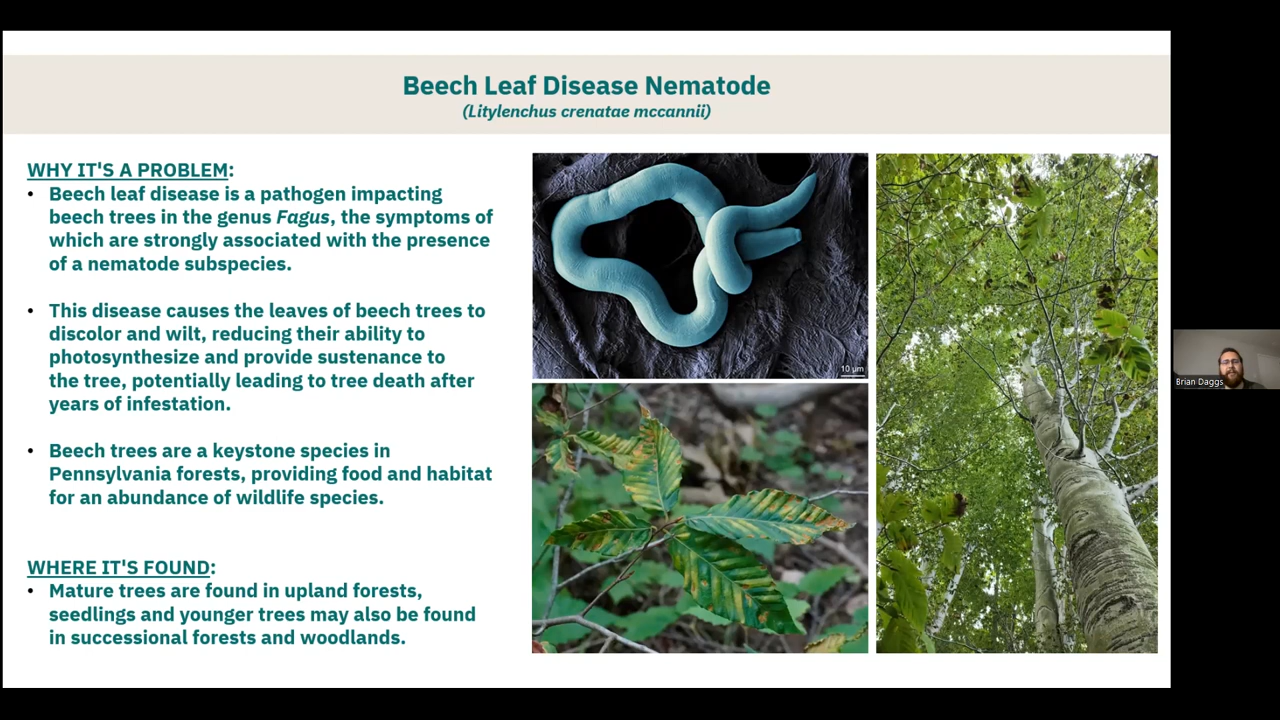 Beech Leaf Disease Nematode
(Litylenchus crenatae mccannii)
WHY IT'S A PROBLEM:
• Beech leaf disease is a pathogen impacting
beech trees in the genus Fagus, the symptoms of
which are strongly associated with the presence
of a nematode subspecies.
• This disease causes the leaves of beech trees to
discolor and wilt, reducing their ability to
photosynthesize and provide sustenance to
the tree, potentially leading to tree death after
years of infestation.
• Beech trees are a keystone species in
Pennsylvania forests, providing food and habitat
for an abundance of wildlife species.
WHERE IT'S FOUND:
• Mature trees are found in upland forests,
seedlings and younger trees may also be found
in successional forests and woodlands.
10 µm
Brian Daggs